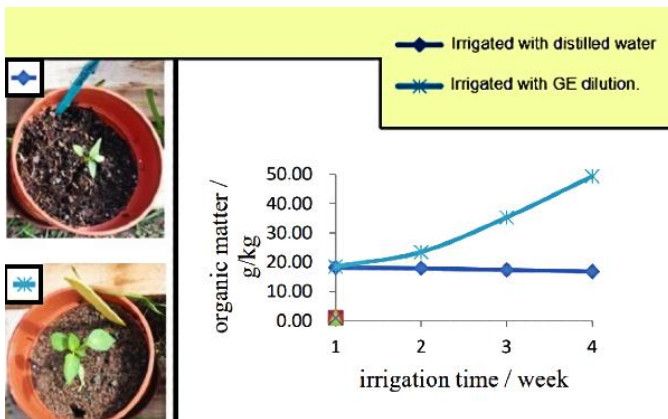 Irrigated with distilled water
Irrigated with GE dilution.
50.00
40.00
30.00
20.00
10.00
0.00
organic matter /
g/kg
1 2 3 4
irrigation time / week